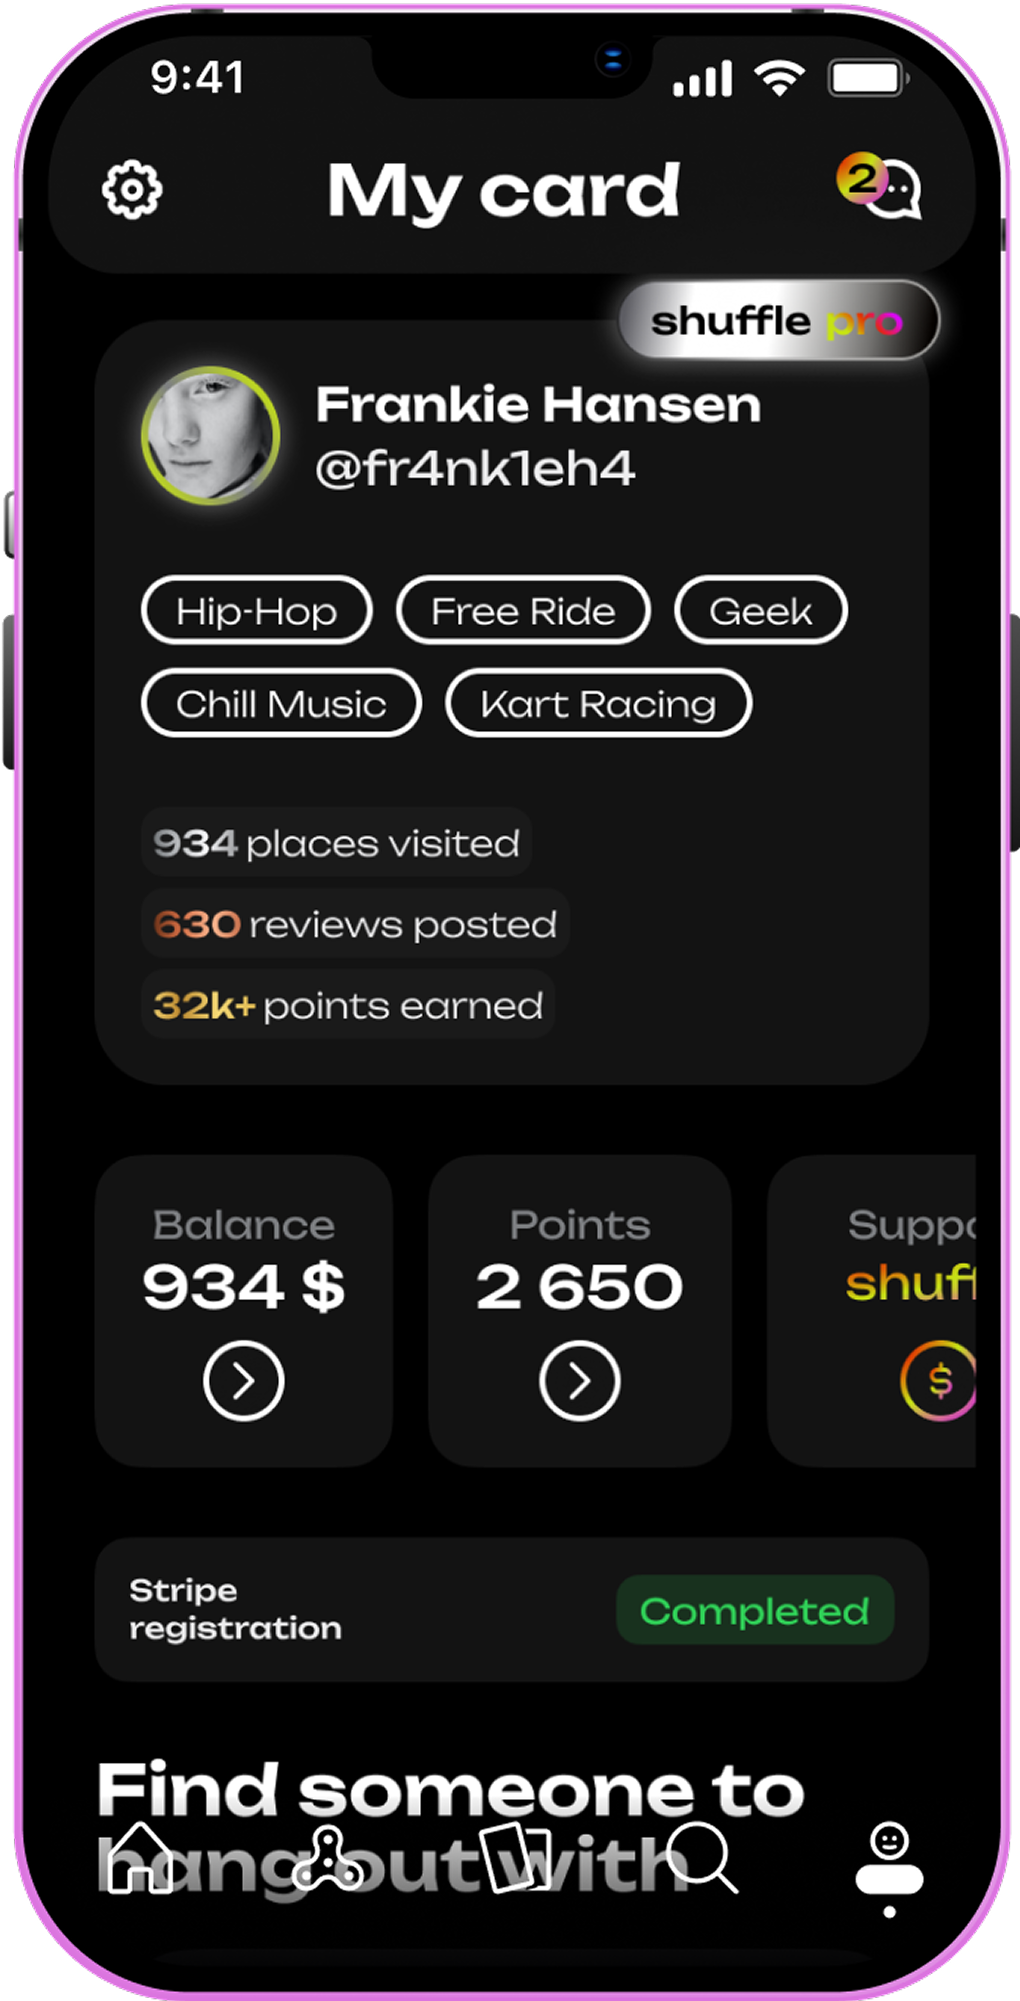 9:41
My card
2
shuffle pro
Frankie Hansen
@fr4nk1eh4
Hip-Hop
Free Ride
Geek
Chill Music
Kart Racing
934 places visited
630 reviews posted
32k+ points earned
Balance
934 $
Points
2 650
Suppo
shuff
$
Stripe
registration
Completed
Find someone to
hang out with